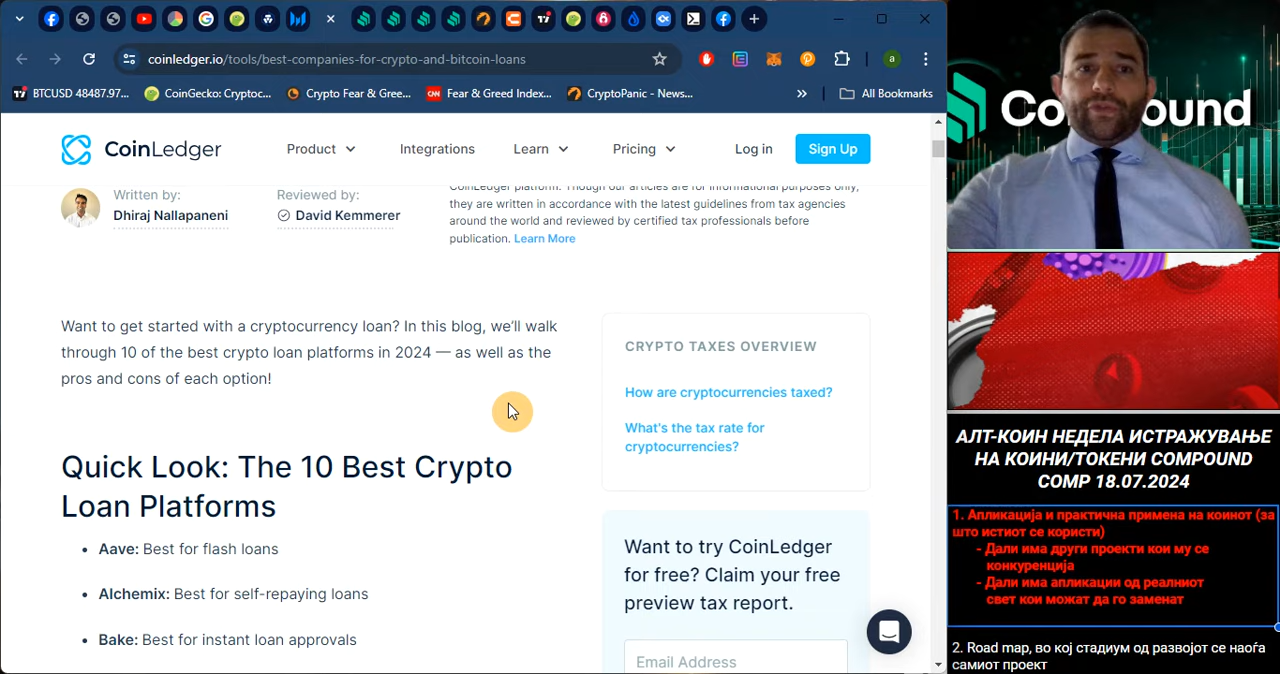 coinledger.io/tools/best-companies-for-crypto-and-bitcoin-loans
BTCUSD 48487.97...
CoinGecko: Cryptoc...
Crypto Fear & Gree...
Fear & Greed Index...
CryptoPanic - News...
All Bookmarks
CoinLedger
Product
Integrations
Learn
Pricing
Log in
Sign Up
Written by:
Dhiraj Nallapaneni
Reviewed by:
David Kemmerer
CoinLedger platform. Though our articles are for informational purposes only,
they are written in accordance with the latest guidelines from tax agencies
around the world and reviewed by certified tax professionals before
publication. Learn More
Want to get started with a cryptocurrency loan? In this blog, we'll walk
through 10 of the best crypto loan platforms in 2024 — as well as the
pros and cons of each option!
Quick Look: The 10 Best Crypto
Loan Platforms
• Aave: Best for flash loans
• Alchemix: Best for self-repaying loans
• Bake: Best for instant loan approvals
CRYPTO TAXES OVERVIEW
How are cryptocurrencies taxed?
What's the tax rate for
cryptocurrencies?
Want to try CoinLedger
for free? Claim your free
preview tax report.
Email Address
АЛТ-КОИН НЕДЕЛА ИСТРАЖУВАЊЕ
НА КОИНИ/ТОКЕНИ COMPOUND
COMP 18.07.2024
1. Апликација и практична примена на коинот (за
што истиот се користи)
- Дали има други проекти кои му се
конкуренција
- Дали има апликации од реалниот
свет кои можат да го заменат
2. Road map, во кој стадиум од развојот се наоѓа
самиот проект